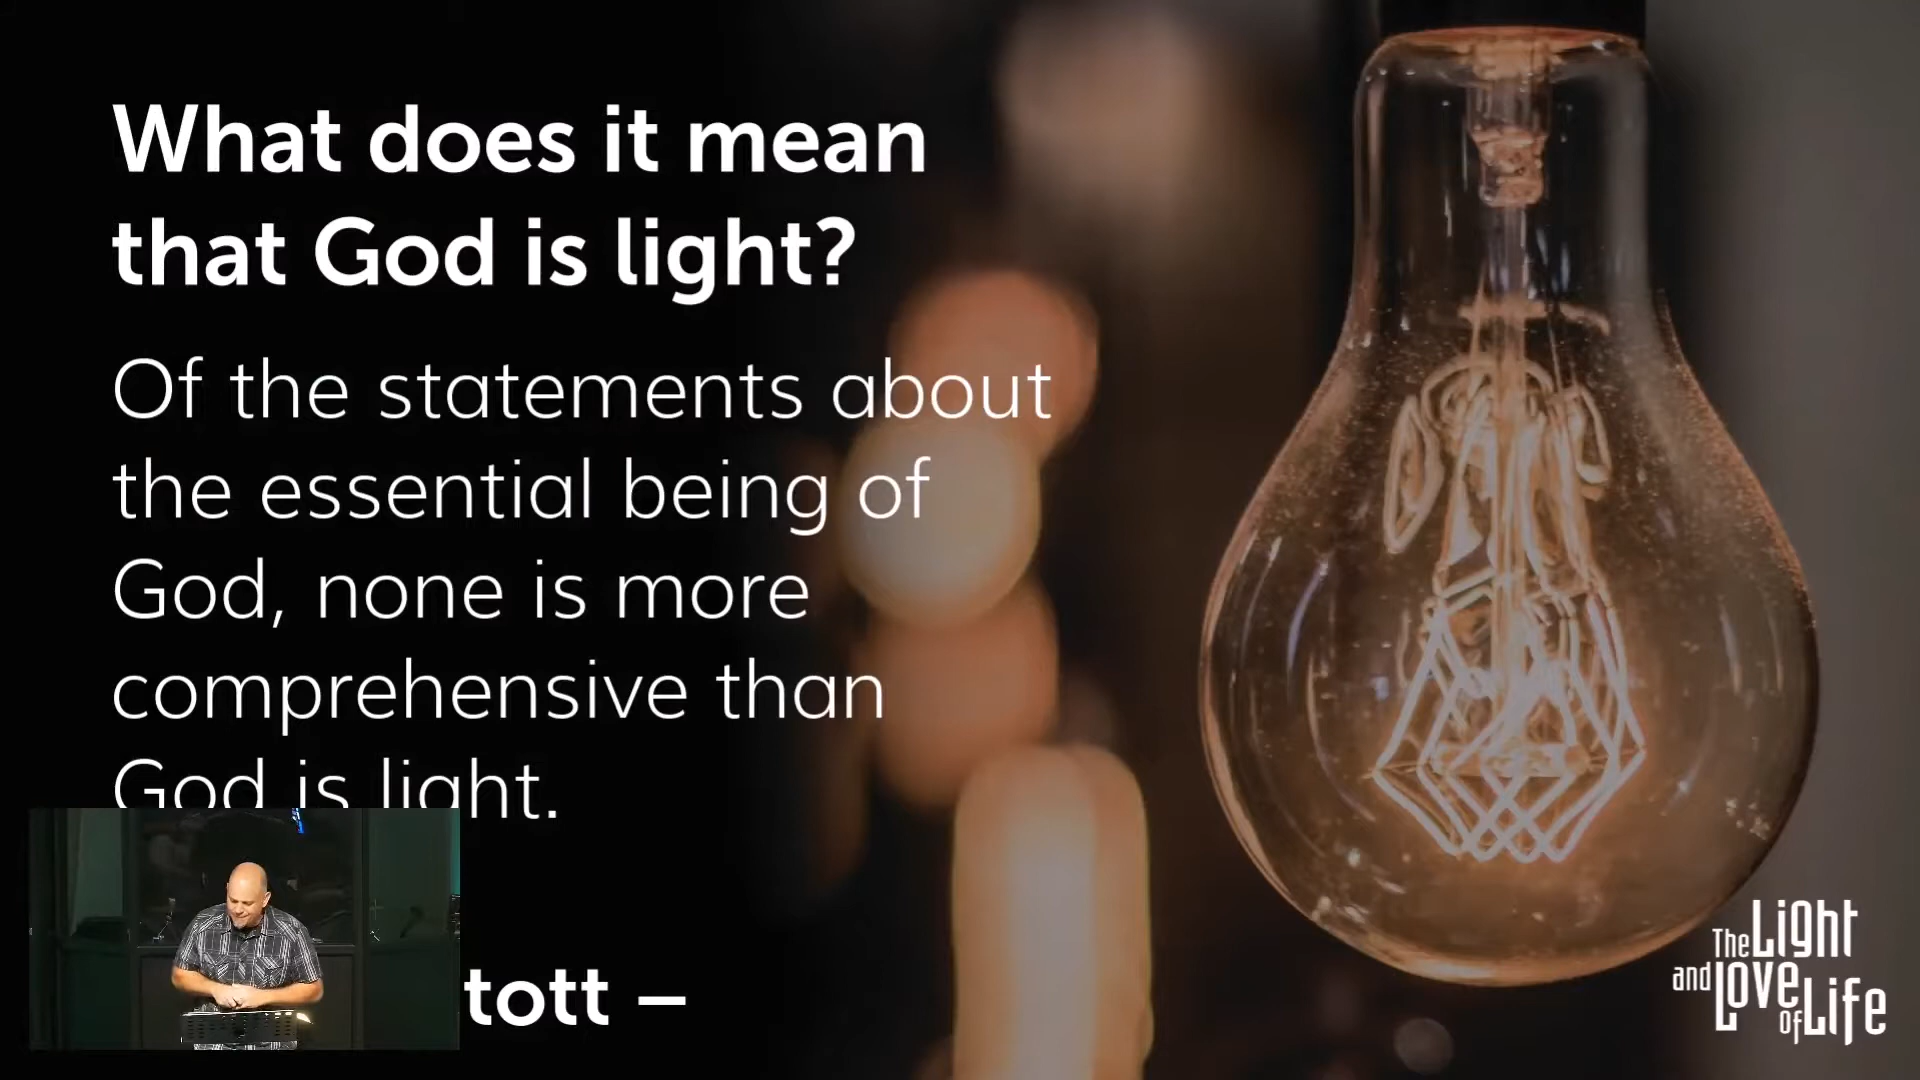 What does it mean
that God is light?
Of the statements about
the essential being of
God, none is more
comprehensive than
God is light.
tott –
The Light
and Love
Of Life